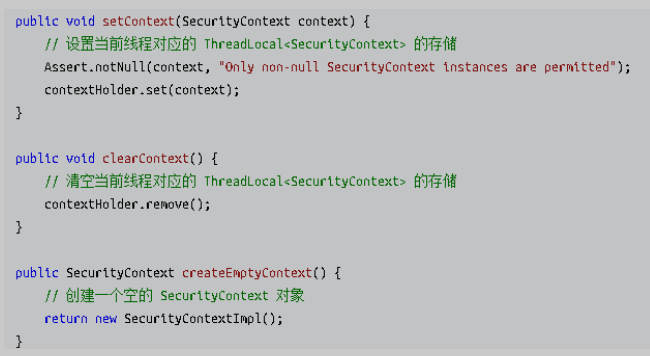 public void setContext(SecurityContext context) {
// 设置当前线程对应的 ThreadLocal<SecurityContext> 的存储
Assert.notNull(context, "Only non-null SecurityContext instances are permitted");
contextHolder.set(context);
}
public void clearContext() {
// 清空当前线程对应的 ThreadLocal<SecurityContext> 的存储
contextHolder.remove();
}
public SecurityContext createEmptyContext() {
// 创建一个空的 SecurityContext 对象
return new SecurityContextImpl();
}